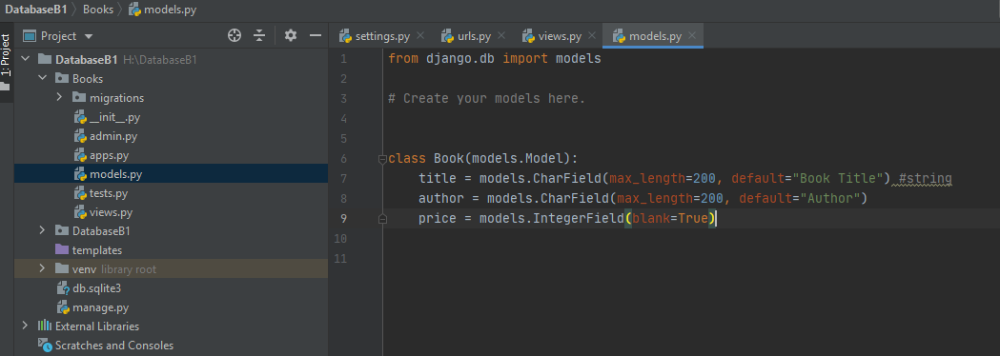 DatabaseB1 Books models.py
1: Project
Project
settings.py urls.py views.py models.py
DatabaseB1 H:\DatabaseB1
Books
migrations
__init__.py
admin.py
apps.py
models.py
tests.py
views.py
DatabaseB1
templates
venv library root
db.sqlite3
manage.py
External Libraries
Scratches and Consoles
1 from django.db import models
2
3 # Create your models here.
4
5
6 class Book(models.Model):
7 title = models.CharField(max_length=200, default="Book Title") #string
8 author = models.CharField(max_length=200, default="Author")
9 price = models.IntegerField(blank=True)
10
11